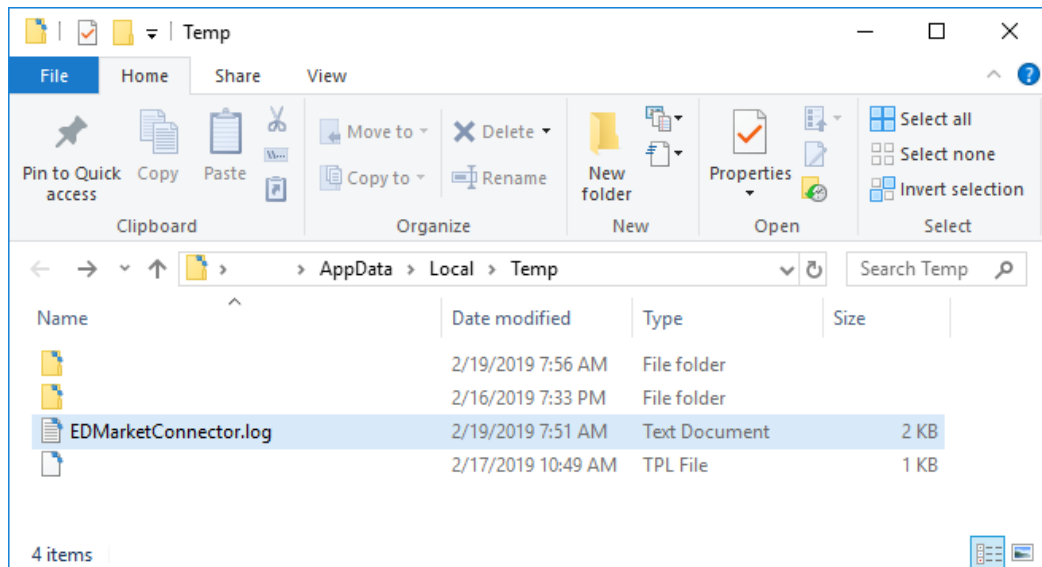 Temp
File Home Share View
Pin to Quick access
Copy
Paste
Move to
Copy to
Delete
Rename
New folder
Properties
Select all
Select none
Invert selection
Clipboard Organize New Open Select
> > AppData > Local > Temp
Search Temp
Name Date modified Type Size
2/19/2019 7:56 AM File folder
2/16/2019 7:33 PM File folder
EDMarketConnector.log 2/19/2019 7:51 AM Text Document 2 KB
2/17/2019 10:49 AM TPL File 1 KB
4 items